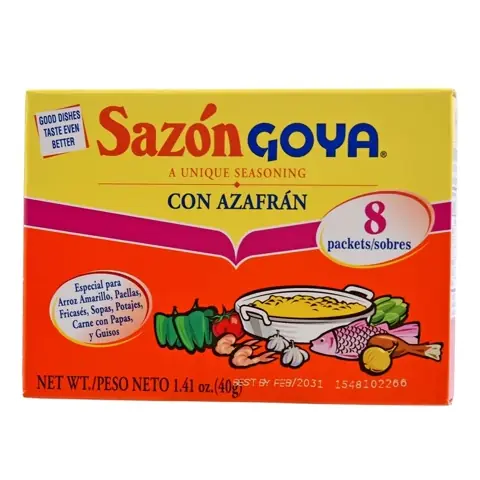 GOOD DISHES
TASTE EVEN
BETTER
Sazón GOYA®
A UNIQUE SEASONING
CON AZAFRÁN
8
packets/sobres
Especial para
Arroz Amarillo, Paellas,
Fricasés, Sopas, Potajes,
Carne con Papas,
y Guisos
NET WT./PESO NETO 1.41 oz.(40g)
BEST BY FEB/2031 1548102266